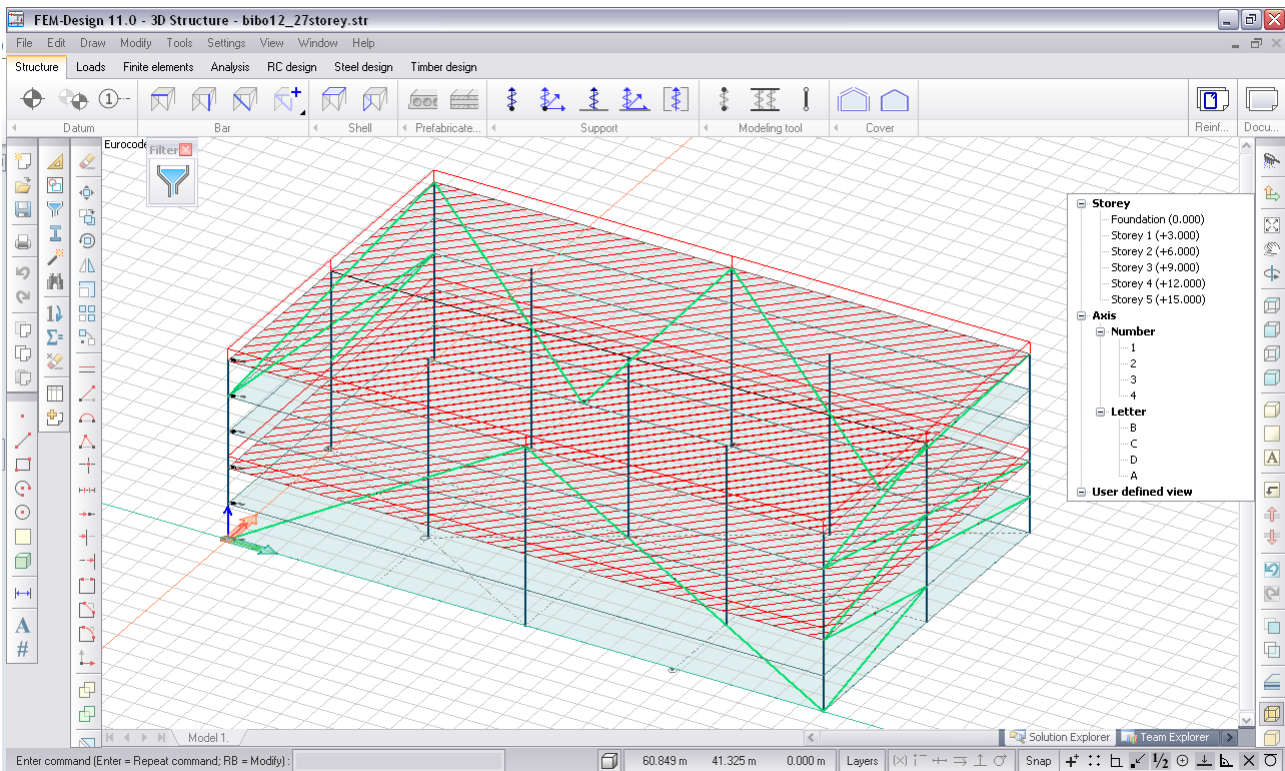 FEM-Design 11.0 - 3D Structure - bibo12_27storey.str
File Edit Draw Modify Tools Settings View Window Help
Structure Loads Finite elements Analysis RC design Steel design Timber design
Datum Bar Shell Prefabricate... Support Modeling tool Cover Reinf... Docu...
Eurocode
Filter
Storey
Foundation (0.000)
Storey 1 (+3.000)
Storey 2 (+6.000)
Storey 3 (+9.000)
Storey 4 (+12.000)
Storey 5 (+15.000)
Axis
Number
1
2
3
4
Letter
B
C
D
A
User defined view
Model 1.
Solution Explorer Team Explorer
Enter command (Enter = Repeat command; RB = Modify) :
60.849 m 41.325 m 0.000 m Layers Snap